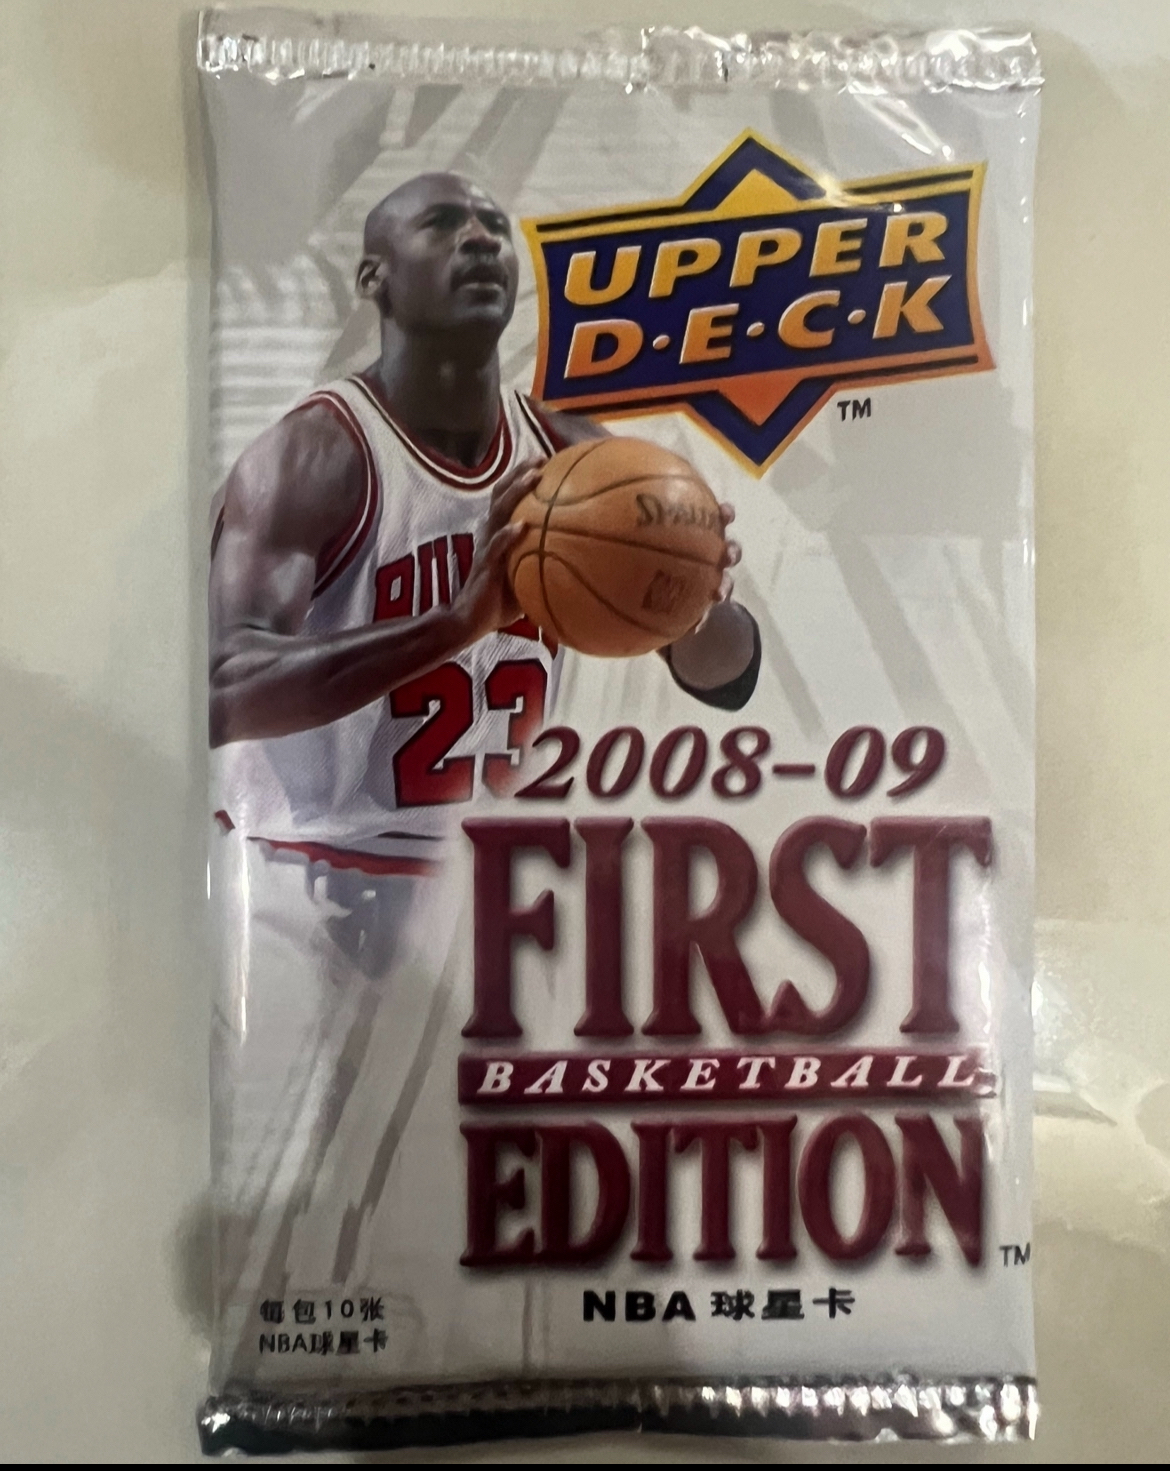 UPPER
D·E·C·K
TM
23
2008-09
FIRST
BASKETBALL
EDITION
TM
NBA 球星卡
每包10张
NBA球星卡